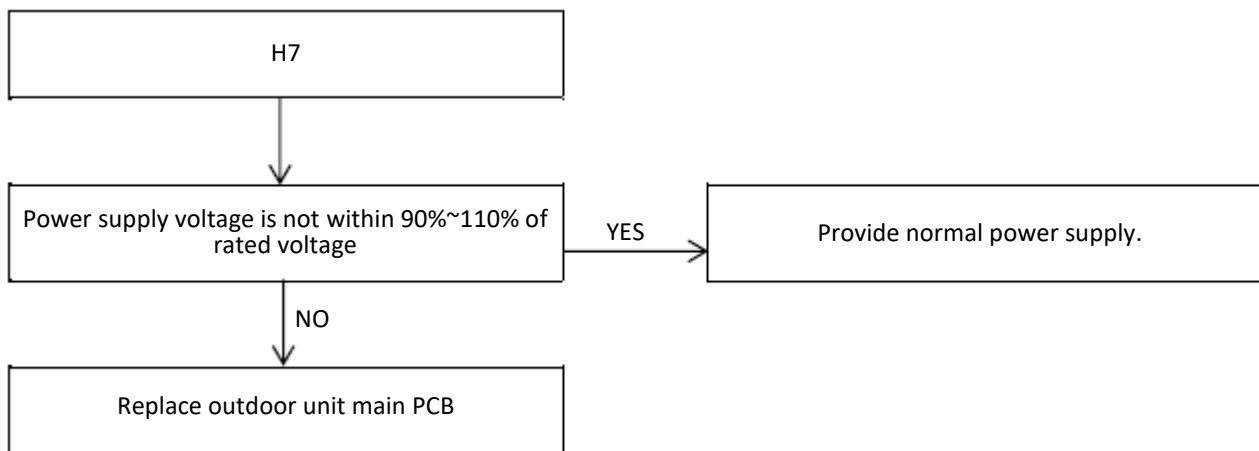 H7
Power supply voltage is not within 90%~110% of
rated voltage
YES
Provide normal power supply.
NO
Replace outdoor unit main PCB